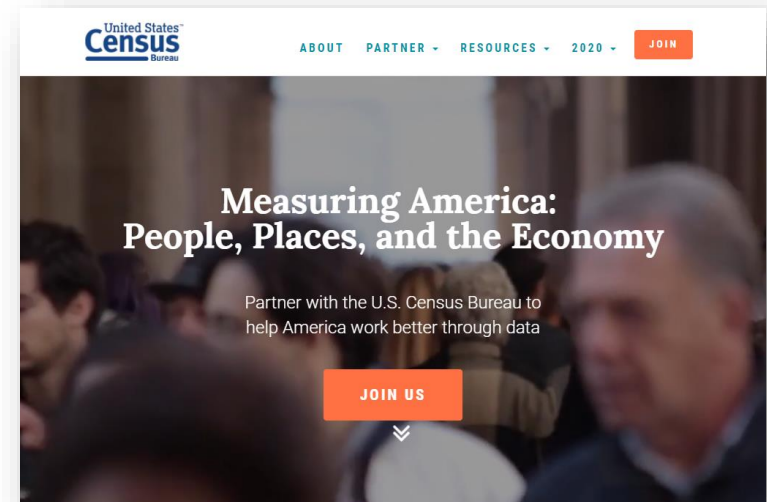 United States™
Census
Bureau
ABOUT PARTNER RESOURCES 2020 JOIN
Measuring America:
People, Places, and the Economy
Partner with the U.S. Census Bureau to
help America work better through data
JOIN US